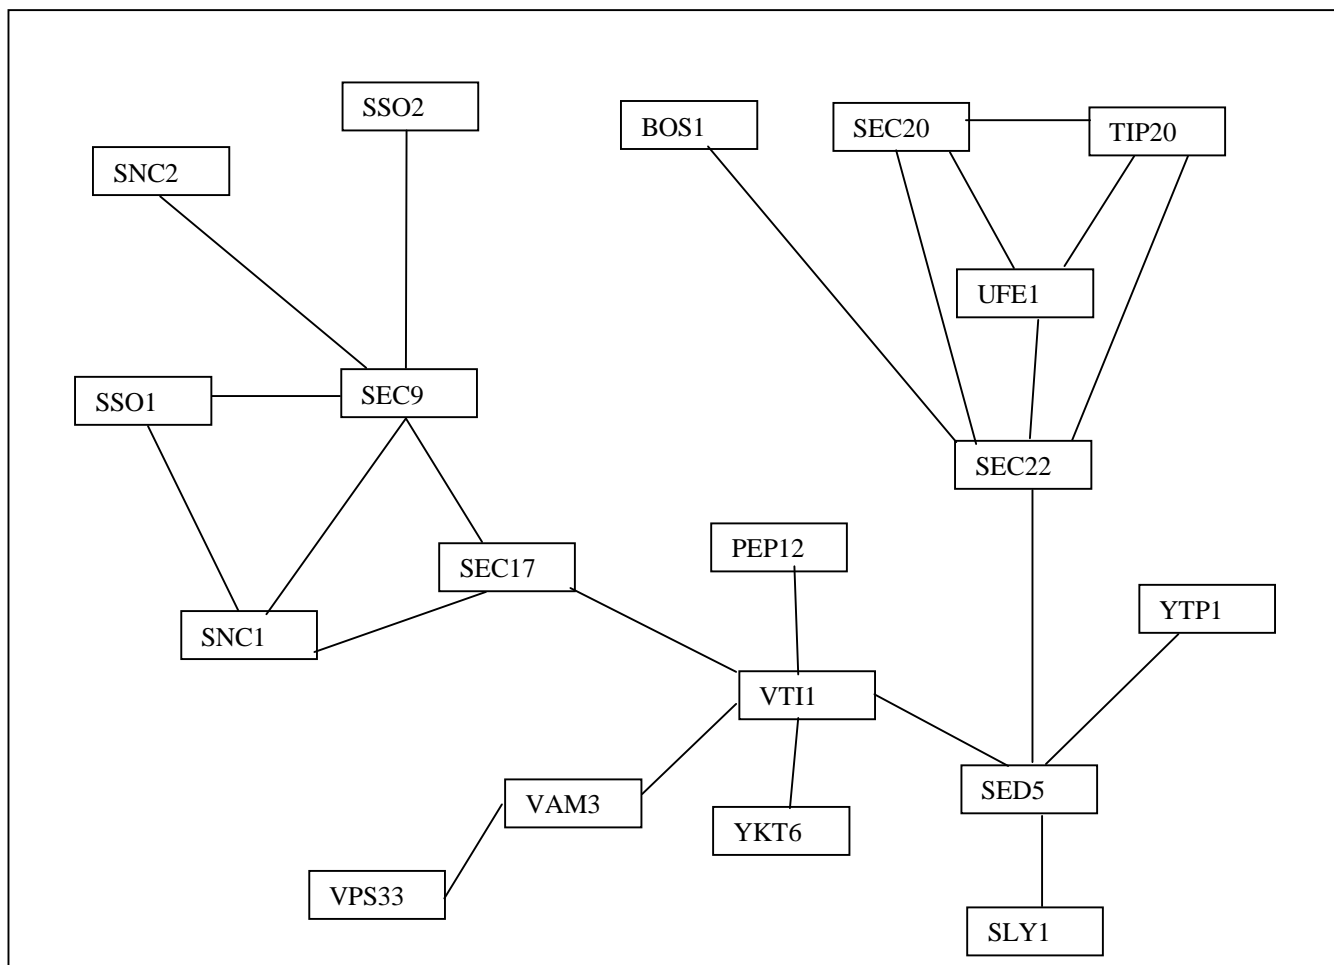 SSO2
BOS1
SEC20
TIP20
SNC2
UFE1
SSO1
SEC9
SEC22
PEP12
SEC17
YTP1
SNC1
VTI1
SED5
VAM3
YKT6
VPS33
SLY1